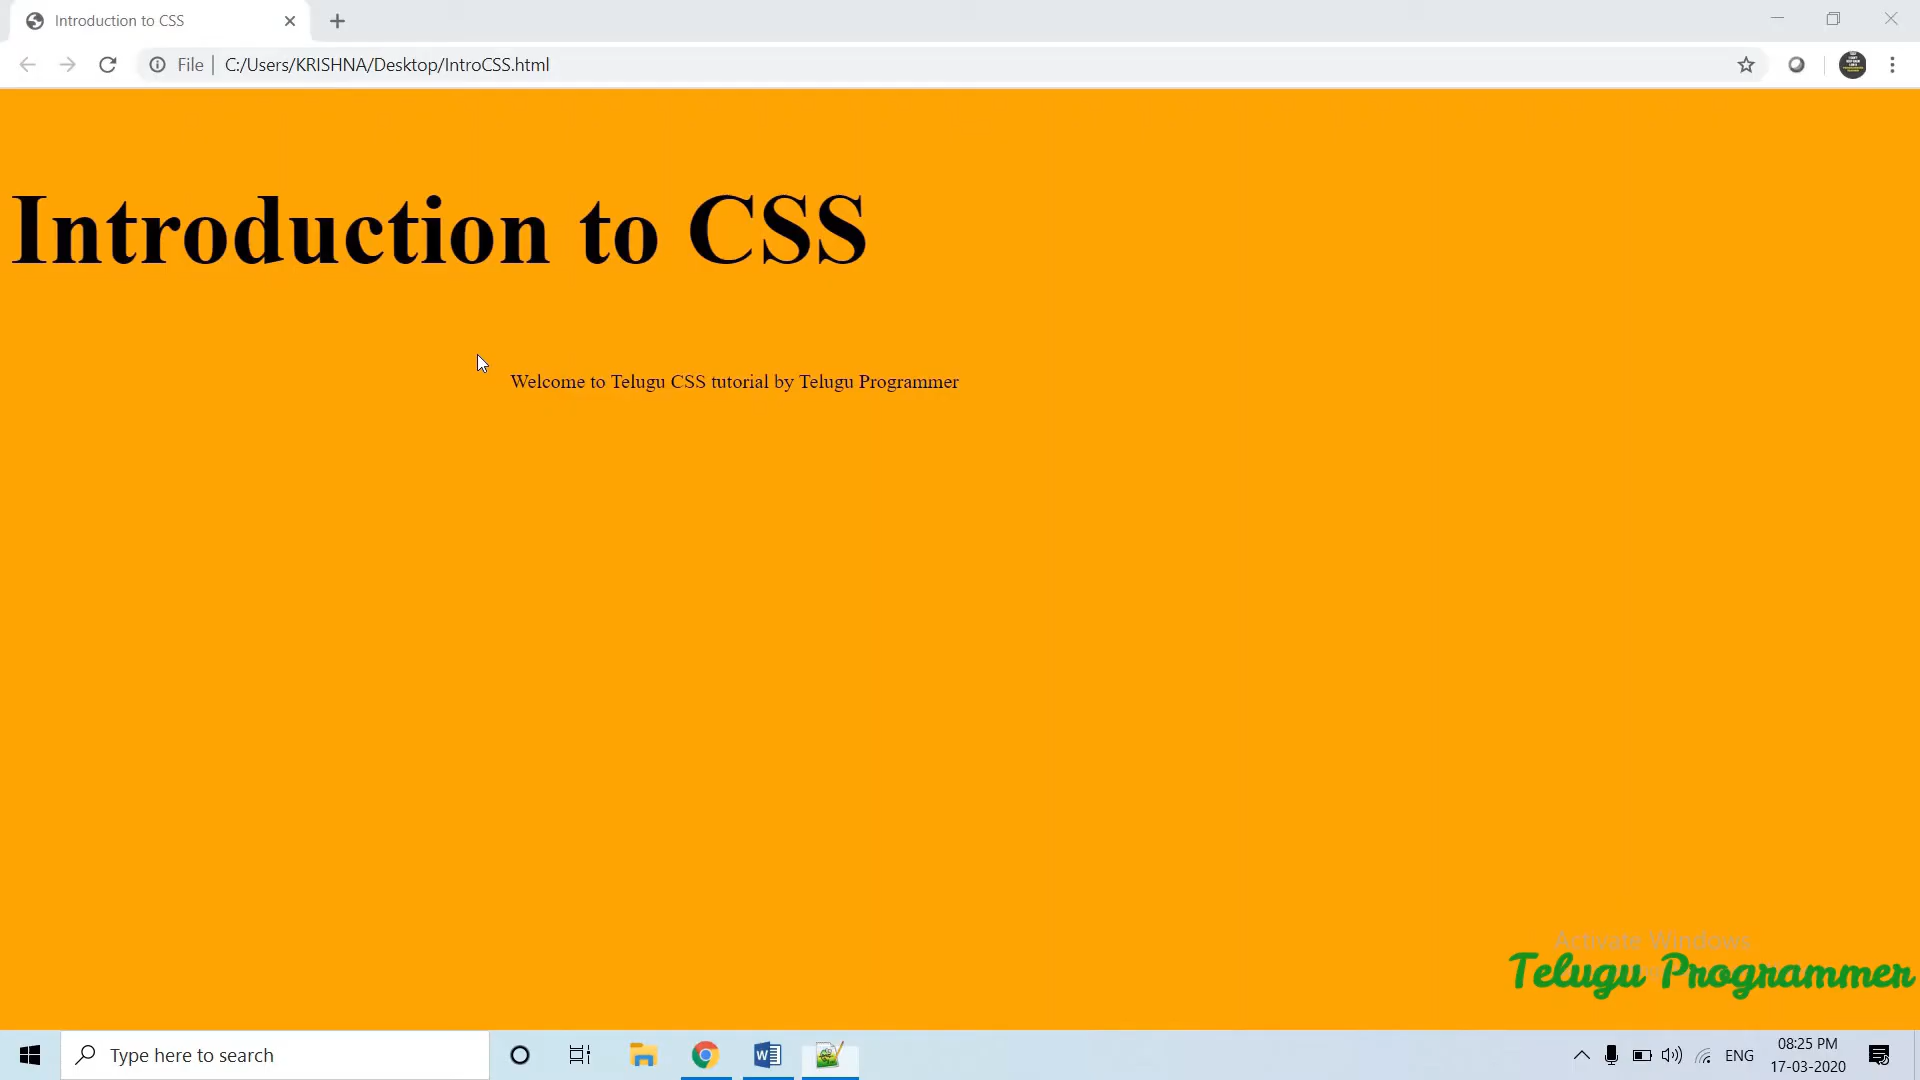 Introduction to CSS
File | C:/Users/KRISHNA/Desktop/IntroCSS.html
Introduction to CSS
Welcome to Telugu CSS tutorial by Telugu Programmer
Activate Windows
Telugu Programmer
Type here to search
ENG
08:25 PM
17-03-2020